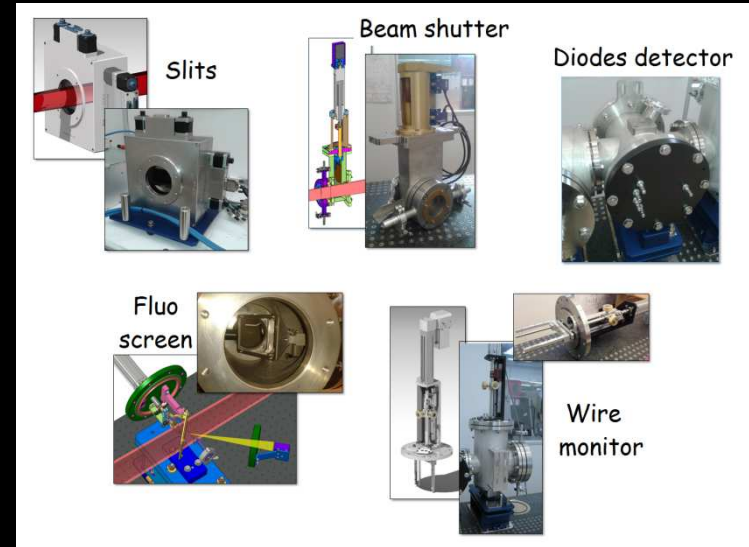 Beam shutter
Slits
Diodes detector
Fluo
screen
Wire
monitor